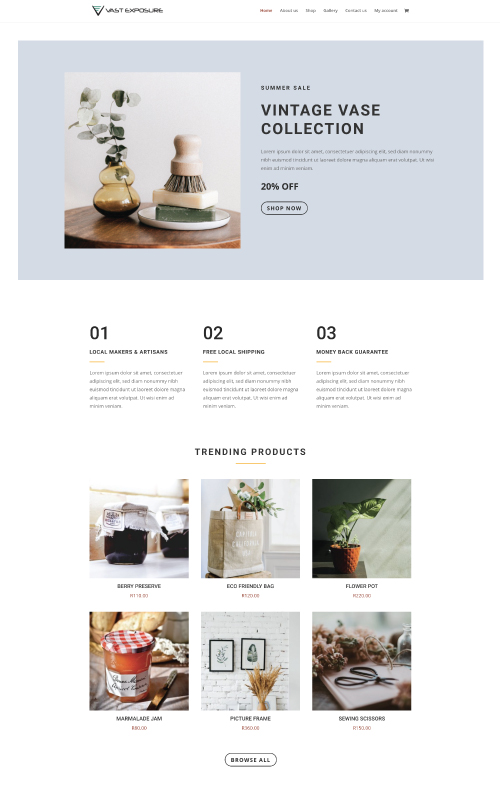 VAST EXPOSURE
Home About us Shop Gallery Contact us My account
SUMMER SALE
VINTAGE VASE
COLLECTION
Lorem ipsum dolor sit amet, consectetuer adipiscing elit, sed diam nonummy
nibh euismod tincidunt ut laoreet dolore magna aliquam erat volutpat. Ut wisi
enim ad minim veniam.
20% OFF
SHOP NOW
01
LOCAL MAKERS & ARTISANS
Lorem ipsum dolor sit amet, consectetuer
adipiscing elit, sed diam nonummy nibh
euismod tincidunt ut laoreet dolore magna
aliquam erat volutpat. Ut wisi enim ad
minim veniam.
02
FREE LOCAL SHIPPING
Lorem ipsum dolor sit amet, consectetuer
adipiscing elit, sed diam nonummy nibh
euismod tincidunt ut laoreet dolore magna
aliquam erat volutpat. Ut wisi enim ad
minim veniam.
03
MONEY BACK GUARANTEE
Lorem ipsum dolor sit amet, consectetuer
adipiscing elit, sed diam nonummy nibh
euismod tincidunt ut laoreet dolore magna
aliquam erat volutpat. Ut wisi enim ad
minim veniam.
TRENDING PRODUCTS
BERRY PRESERVE
R110.00
ECO FRIENDLY BAG
R120.00
FLOWER POT
R220.00
MARMALADE JAM
R80.00
PICTURE FRAME
R360.00
SEWING SCISSORS
R150.00
BROWSE ALL